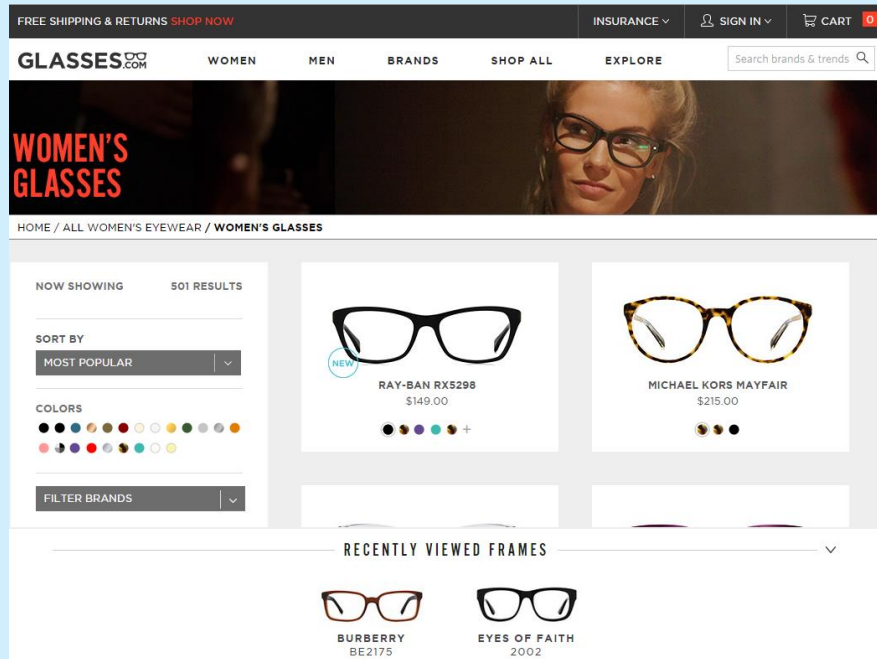 FREE SHIPPING & RETURNS SHOP NOW
INSURANCE
SIGN IN
CART 0
GLASSES.COM
WOMEN
MEN
BRANDS
SHOP ALL
EXPLORE
Search brands & trends
WOMEN'S
GLASSES
HOME / ALL WOMEN'S EYEWEAR / WOMEN'S GLASSES
NOW SHOWING 501 RESULTS
SORT BY
MOST POPULAR
COLORS
FILTER BRANDS
NEW
RAY-BAN RX5298
$149.00
+
MICHAEL KORS MAYFAIR
$215.00
RECENTLY VIEWED FRAMES
BURBERRY
BE2175
EYES OF FAITH
2002